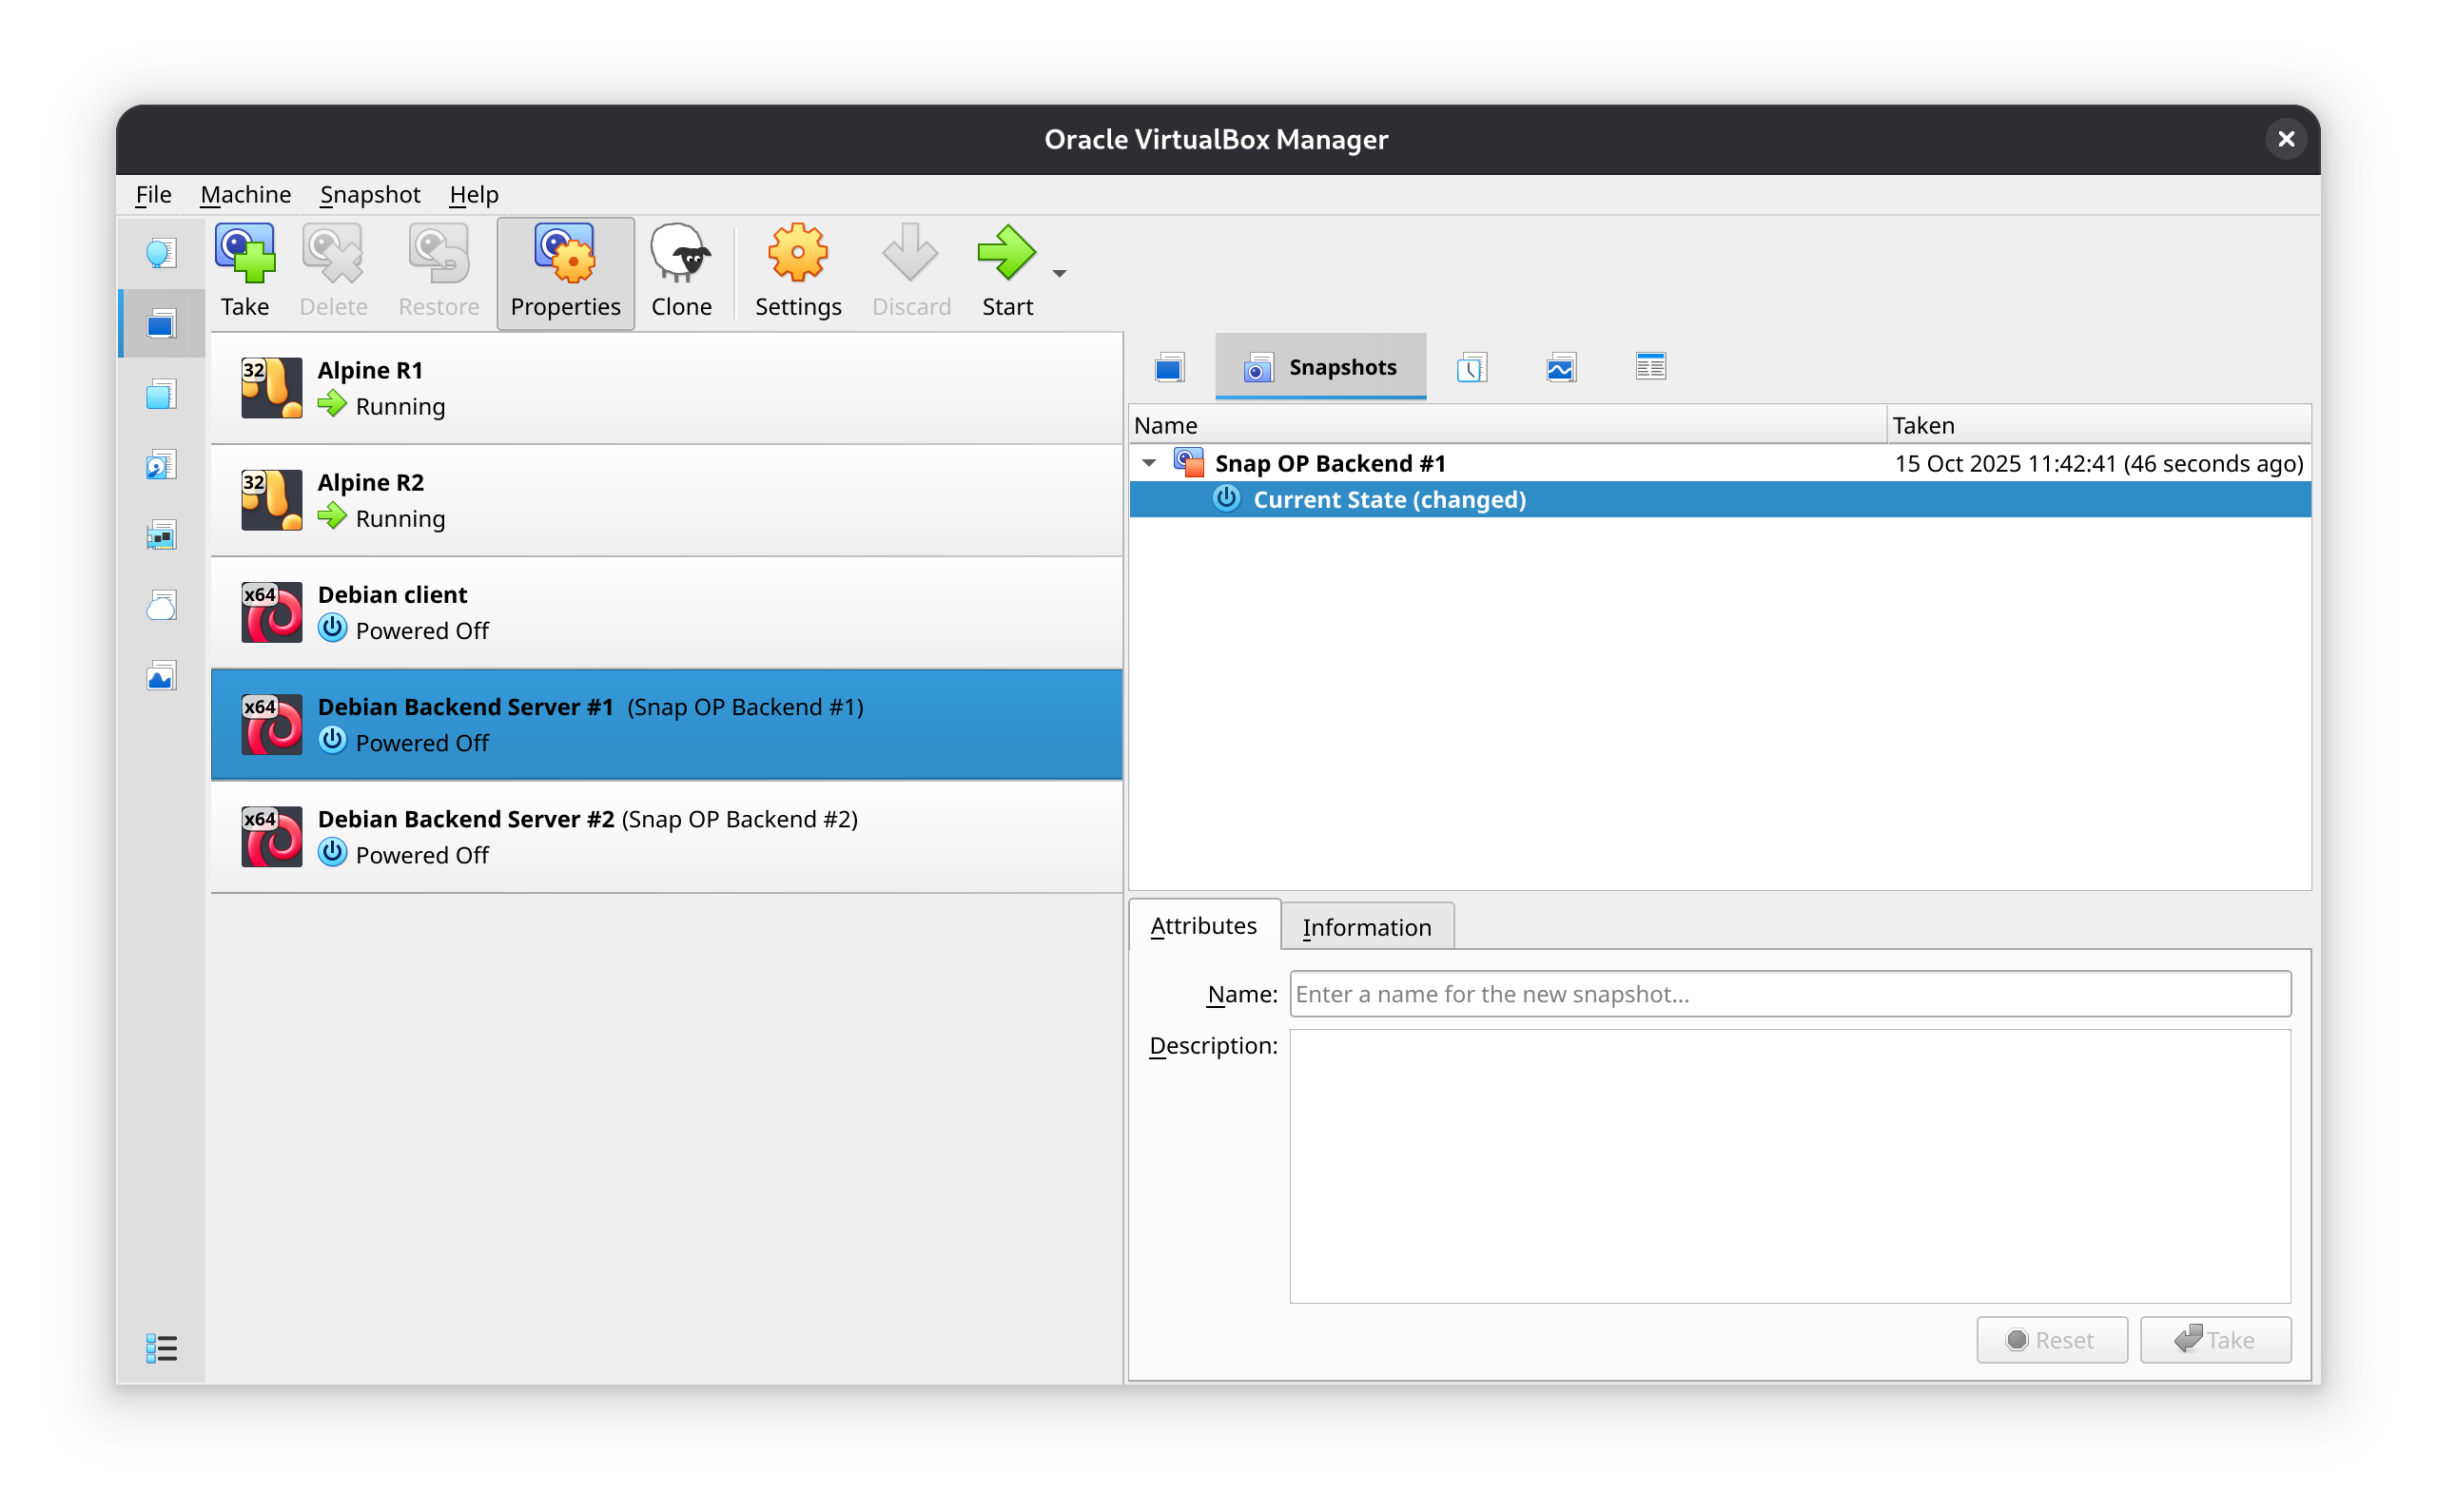 Oracle VirtualBox Manager
File Machine Snapshot Help
Take Delete Restore Properties Clone Settings Discard Start
32 Alpine R1
Running
32 Alpine R2
Running
x64 Debian client
Powered Off
x64 Debian Backend Server #1 (Snap OP Backend #1)
Powered Off
x64 Debian Backend Server #2 (Snap OP Backend #2)
Powered Off
Snapshots
Name Taken
Snap OP Backend #1 15 Oct 2025 11:42:41 (46 seconds ago)
Current State (changed)
Attributes Information
Name: Enter a name for the new snapshot...
Description:
Reset Take